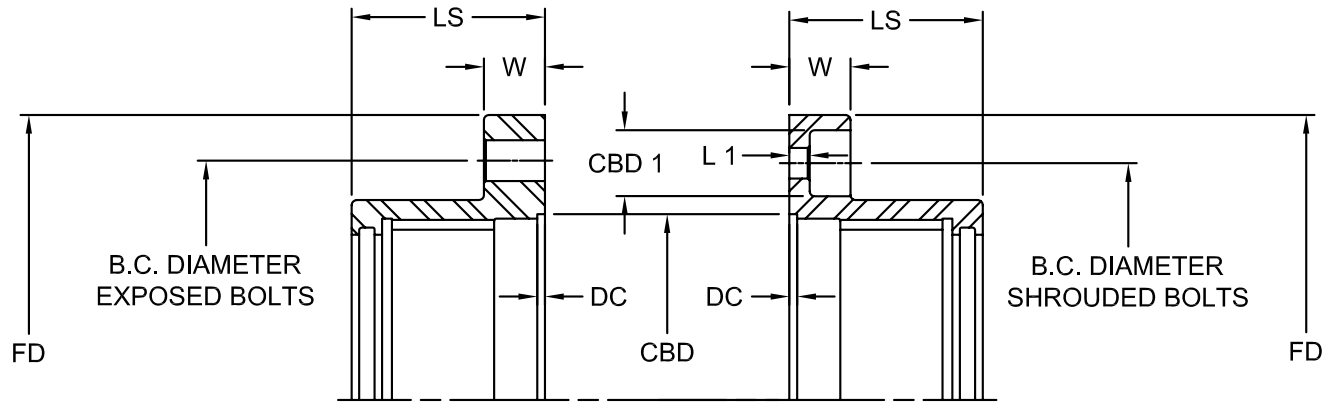 LS
LS
W
W
CBD 1
L 1
B.C. DIAMETER
EXPOSED BOLTS
B.C. DIAMETER
SHROUDED BOLTS
DC
DC
FD
CBD
FD